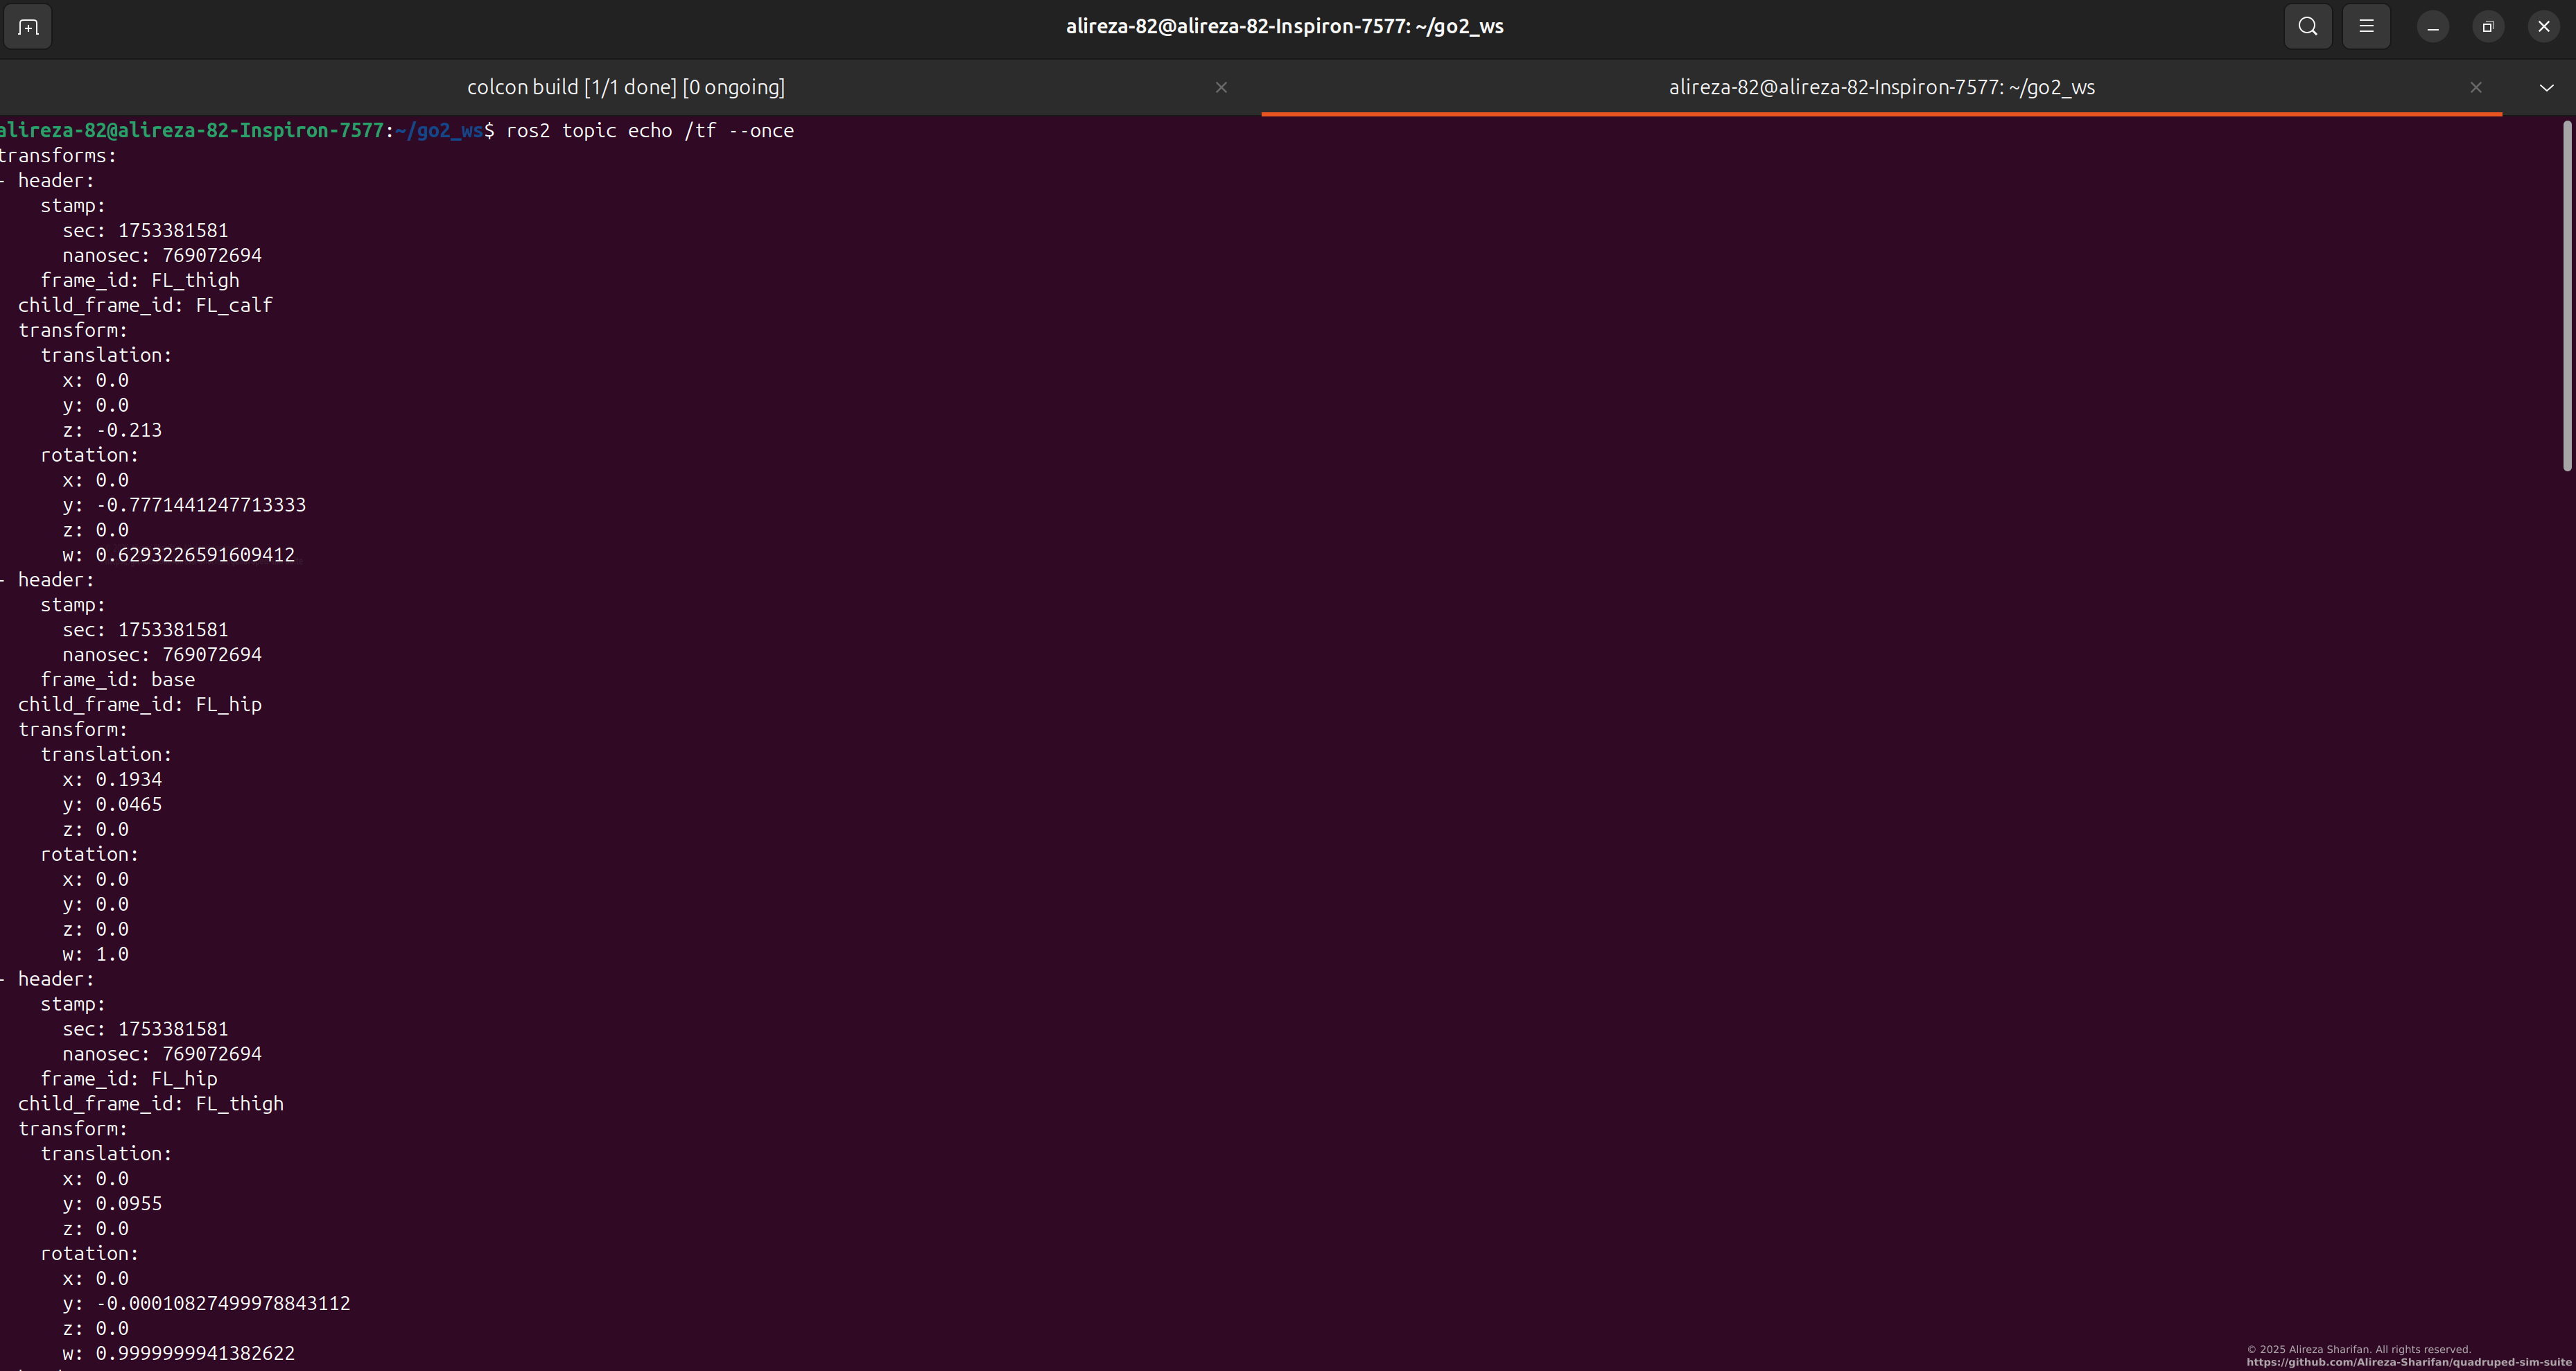 alireza-82@alireza-82-Inspiron-7577: ~/go2_ws
colcon build [1/1 done] [0 ongoing]
alireza-82@alireza-82-Inspiron-7577: ~/go2_ws
alireza-82@alireza-82-Inspiron-7577:~/go2_ws$ ros2 topic echo /tf --once
transforms:
- header:
    stamp:
      sec: 1753381581
      nanosec: 769072694
    frame_id: FL_thigh
  child_frame_id: FL_calf
  transform:
    translation:
      x: 0.0
      y: 0.0
      z: -0.213
    rotation:
      x: 0.0
      y: -0.7771441247713333
      z: 0.0
      w: 0.6293226591609412
- header:
    stamp:
      sec: 1753381581
      nanosec: 769072694
    frame_id: base
  child_frame_id: FL_hip
  transform:
    translation:
      x: 0.1934
      y: 0.0465
      z: 0.0
    rotation:
      x: 0.0
      y: 0.0
      z: 0.0
      w: 1.0
- header:
    stamp:
      sec: 1753381581
      nanosec: 769072694
    frame_id: FL_hip
  child_frame_id: FL_thigh
  transform:
    translation:
      x: 0.0
      y: 0.0955
      z: 0.0
    rotation:
      x: 0.0
      y: -0.00010827499978843112
      z: 0.0
      w: 0.9999999941382622
© 2025 Alireza Sharifan. All rights reserved.
https://github.com/Alireza-Sharifan/quadruped-sim-suite